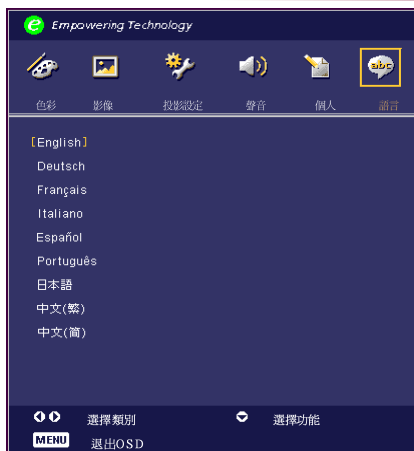 e Empowering Technology
abc
色彩 影像 投影設定 聲音 個人 語言
[English]
Deutsch
Français
Italiano
Español
Português
日本語
中文(繁)
中文(简)
選擇類別 選擇功能
MENU 退出OSD